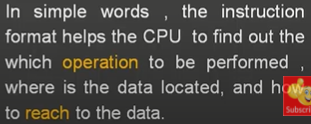 In simple words , the instruction
format helps the CPU to find out the
which operation to be performed ,
where is the data located, and how
to reach to the data.